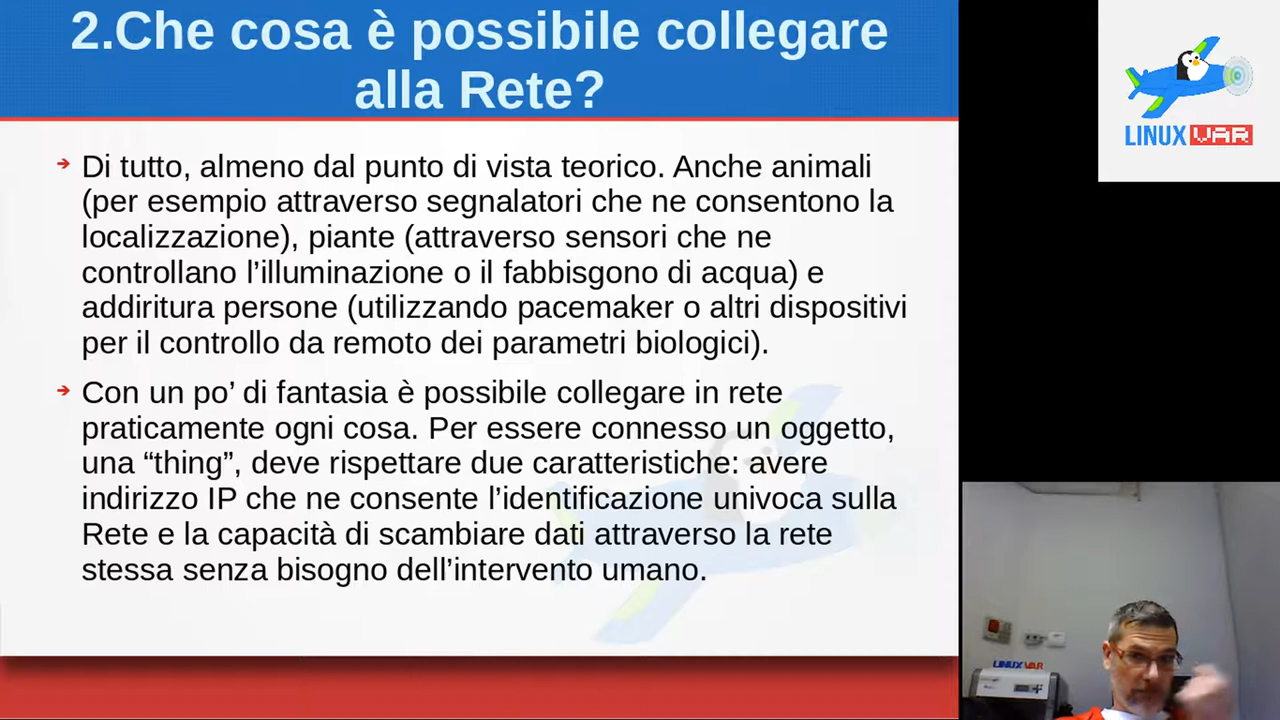 2.Che cosa è possibile collegare
alla Rete?
Di tutto, almeno dal punto di vista teorico. Anche animali
(per esempio attraverso segnalatori che ne consentono la
localizzazione), piante (attraverso sensori che ne
controllano l’illuminazione o il fabbisgono di acqua) e
addiritura persone (utilizzando pacemaker o altri dispositivi
per il controllo da remoto dei parametri biologici).
Con un po’ di fantasia è possibile collegare in rete
praticamente ogni cosa. Per essere connesso un oggetto,
una “thing”, deve rispettare due caratteristiche: avere
indirizzo IP che ne consente l’identificazione univoca sulla
Rete e la capacità di scambiare dati attraverso la rete
stessa senza bisogno dell’intervento umano.
LINUX VAR
LINUX VAR